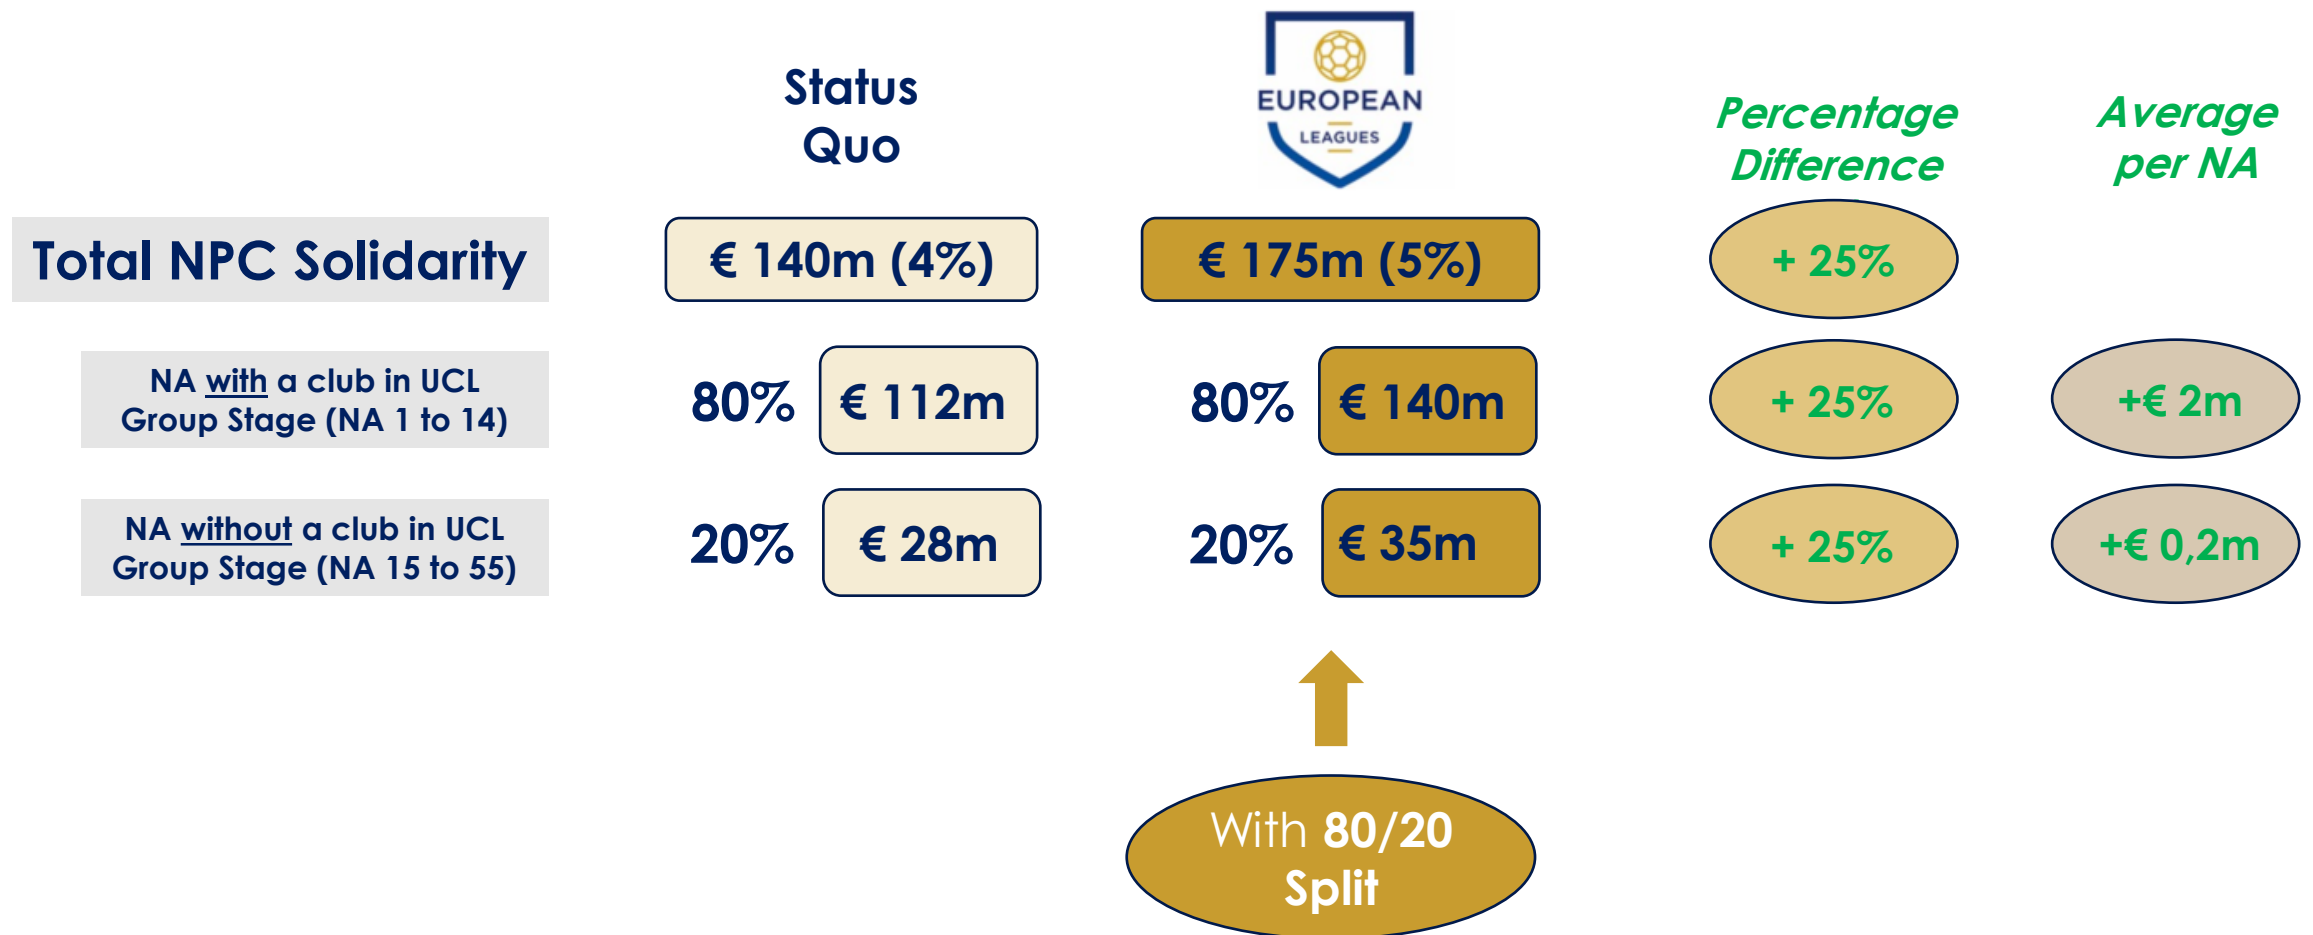 Status
Quo
EUROPEAN
LEAGUES
Percentage
Difference
Average
per NA
Total NPC Solidarity
€ 140m (4%)
€ 175m (5%)
+ 25%
NA with a club in UCL
Group Stage (NA 1 to 14)
80%
€ 112m
80%
€ 140m
+ 25%
+€ 2m
NA without a club in UCL
Group Stage (NA 15 to 55)
20%
€ 28m
20%
€ 35m
+ 25%
+€ 0,2m
With 80/20
Split